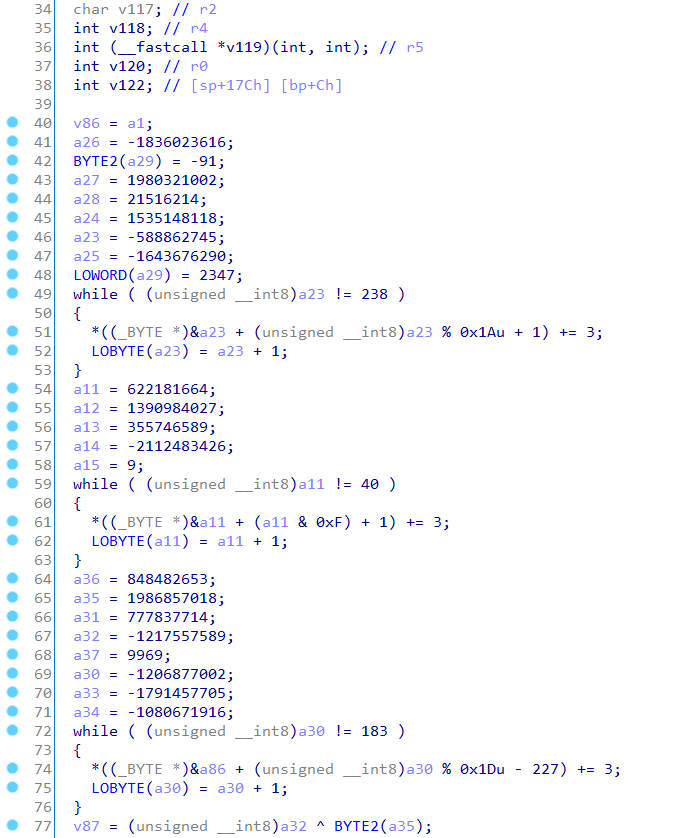 34 char v117; // r2
35 int v118; // r4
36 int (__fastcall *v119)(int, int); // r5
37 int v120; // r0
38 int v122; // [sp+17Ch] [bp+Ch]
39
40 v86 = a1;
41 a26 = -1836023616;
42 BYTE2(a29) = -91;
43 a27 = 1980321002;
44 a28 = 21516214;
45 a24 = 1535148118;
46 a23 = -588862745;
47 a25 = -1643676290;
48 LOWORD(a29) = 2347;
49 while ( (unsigned __int8)a23 != 238 )
50 {
51 *((_BYTE *)&a23 + (unsigned __int8)a23 % 0x1Au + 1) += 3;
52 LOBYTE(a23) = a23 + 1;
53 }
54 a11 = 622181664;
55 a12 = 1390984027;
56 a13 = 355746589;
57 a14 = -2112483426;
58 a15 = 9;
59 while ( (unsigned __int8)a11 != 40 )
60 {
61 *((_BYTE *)&a11 + (a11 & 0xF) + 1) += 3;
62 LOBYTE(a11) = a11 + 1;
63 }
64 a36 = 848482653;
65 a35 = 1986857018;
66 a31 = 777837714;
67 a32 = -1217557589;
68 a37 = 9969;
69 a30 = -1206877002;
70 a33 = -1791457705;
71 a34 = -1080671916;
72 while ( (unsigned __int8)a30 != 183 )
73 {
74 *((_BYTE *)&a86 + (unsigned __int8)a30 % 0x1Du - 227) += 3;
75 LOBYTE(a30) = a30 + 1;
76 }
77 v87 = (unsigned __int8)a32 ^ BYTE2(a35);